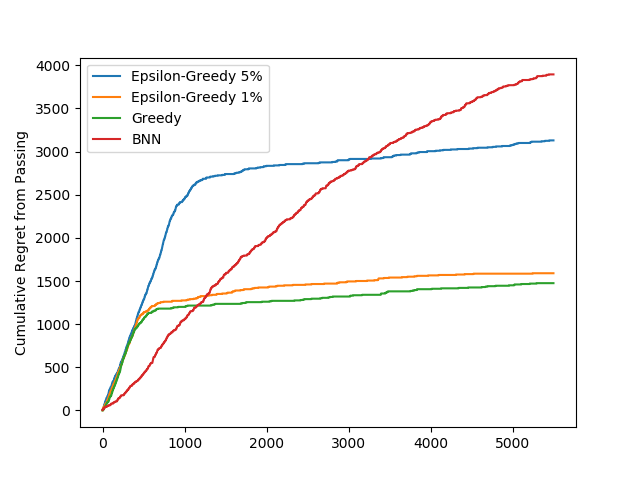 Epsilon-Greedy 5%
Epsilon-Greedy 1%
Greedy
BNN
Cumulative Regret from Passing
4000
3500
3000
2500
2000
1500
1000
500
0
0 1000 2000 3000 4000 5000